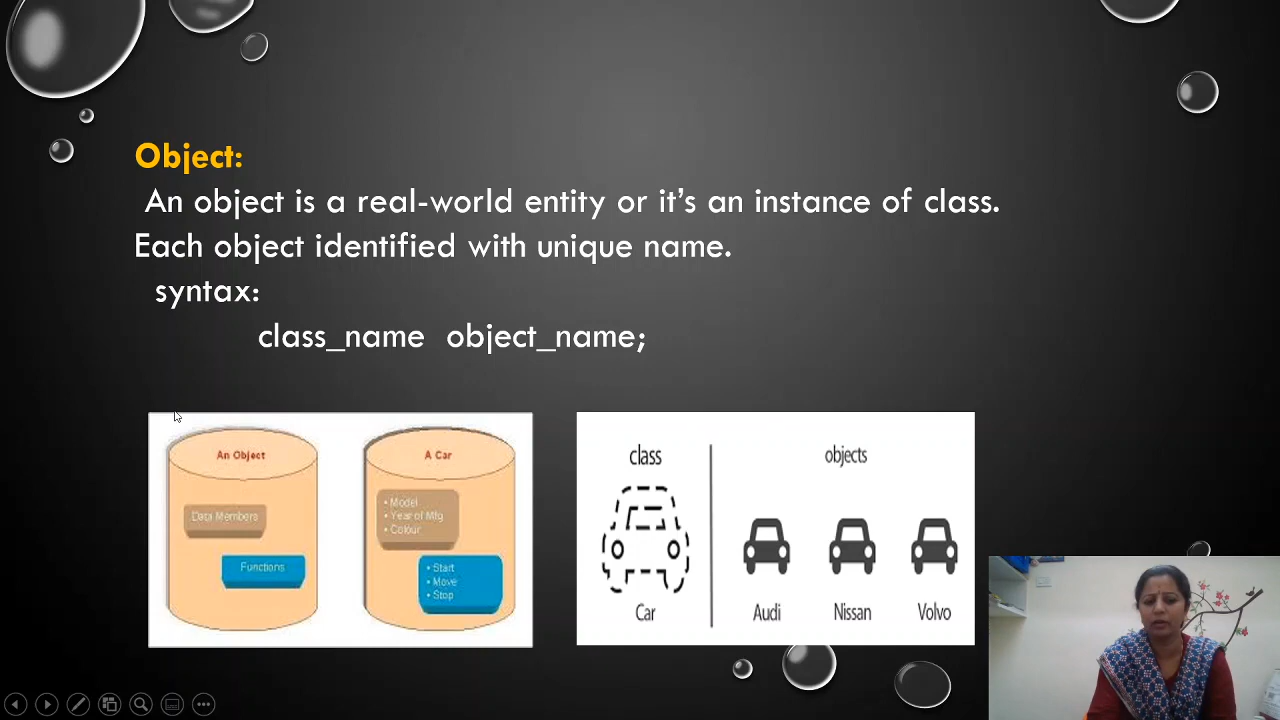 Object:
An object is a real-world entity or it's an instance of class.
Each object identified with unique name.
syntax:
class_name object_name;
An Object
Data Members
Functions
A Car
• Model
• Year of Mfg
• Colour
• Start
• Move
• Stop
class
Car
objects
Audi Nissan Volvo